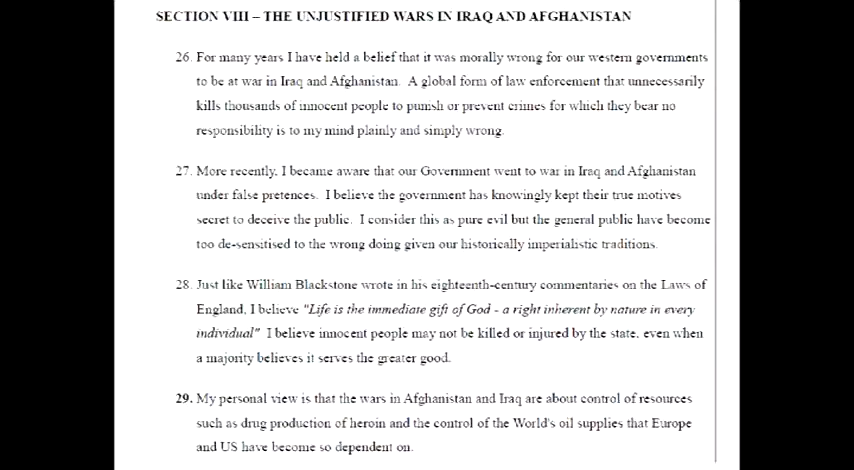 SECTION VIII – THE UNJUSTIFIED WARS IN IRAQ AND AFGHANISTAN
26. For many years I have held a belief that it was morally wrong for our western governments
to be at war in Iraq and Afghanistan. A global form of law enforcement that unnecessarily
kills thousands of innocent people to punish or prevent crimes for which they bear no
responsibility is to my mind plainly and simply wrong.
27. More recently, I became aware that our Government went to war in Iraq and Afghanistan
under false pretences. I believe the government has knowingly kept their true motives
secret to deceive the public. I consider this as pure evil but the general public have become
too de-sensitised to the wrong doing given our historically imperialistic traditions.
28. Just like William Blackstone wrote in his eighteenth-century commentaries on the Laws of
England, I believe "Life is the immediate gift of God - a right inherent by nature in every
individual" I believe innocent people may not be killed or injured by the state, even when
a majority believes it serves the greater good.
29. My personal view is that the wars in Afghanistan and Iraq are about control of resources
such as drug production of heroin and the control of the World's oil supplies that Europe
and US have become so dependent on.